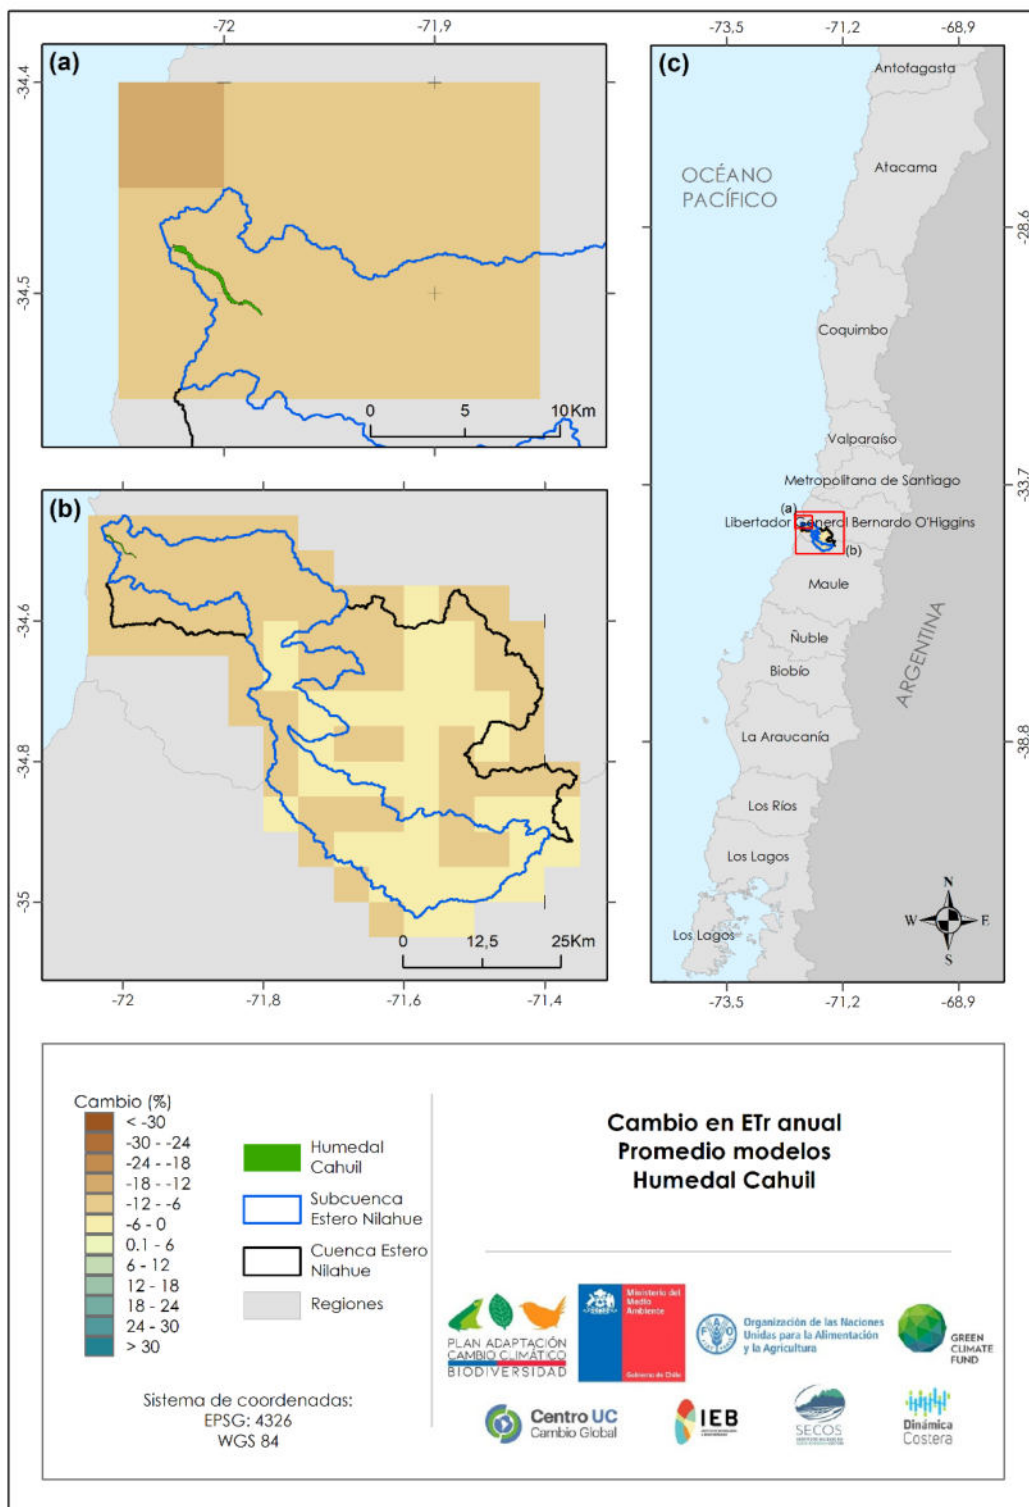 -72
-71,9
(a)
-34,4
-34,5
0
5
10 Km
(b)
-34,6
-34,8
-35
0
12,5
25Km
-72
-71,8
-71,6
-71,4
-73,5
-71,2
-68,9
(c)
Antofagasta
Atacama
OCÉANO
PACÍFICO
Coquimbo
Valparaíso
Metropolitana de Santiago
(a)
Libertador General Bernardo O'Higgins
(b)
Maule
Ñuble
Biobío
La Araucanía
ARGENTINA
Los Ríos
Los Lagos
Los Lagos
N
W
E
S
-28,6
-33,7
-38,8
-73,5
-71,2
-68,9
Cambio (%)
< -30
-30 - -24
-24 - -18
-18 - -12
-12 - -6
-6 - 0
0.1 - 6
6 - 12
12 - 18
18 - 24
24 - 30
> 30
Humedal
Cahuil
Subcuenca
Estero Nilahue
Cuenca Estero
Nilahue
Regiones
Sistema de coordenadas:
EPSG: 4326
WGS 84
Cambio en ETr anual
Promedio modelos
Humedal Cahuil
PLAN ADAPTACIÓN
CAMBIO CLIMÁTICO
BIODIVERSIDAD
Ministerio del
Medio
Ambiente
Gobierno de Chile
FAO
Organización de las Naciones
Unidas para la Alimentación
y la Agricultura
GREEN
CLIMATE
FUND
Centro UC
Cambio Global
IEB
SECOS
Dinámica
Costera